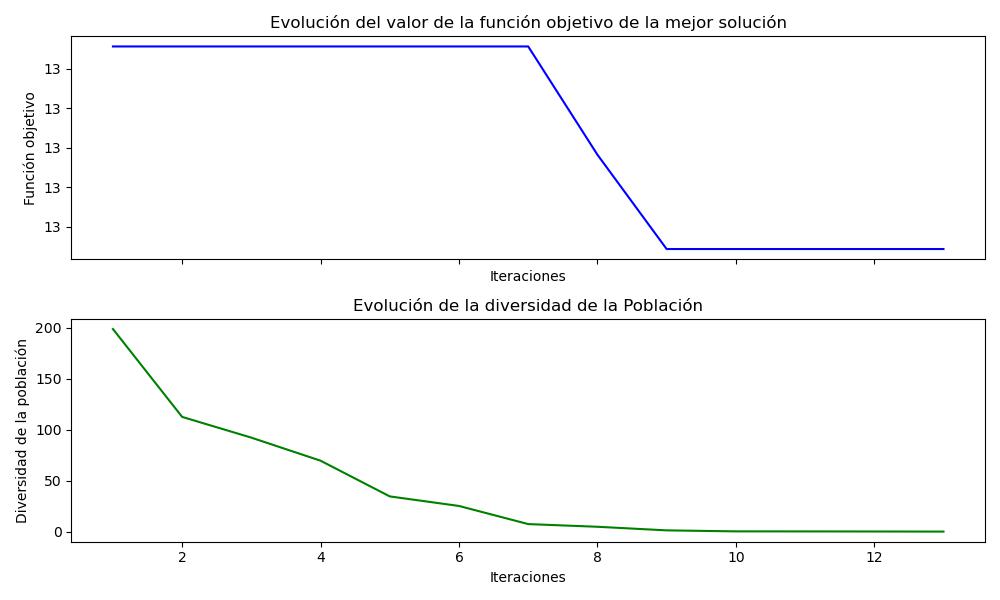 Evolución del valor de la función objetivo de la mejor solución
Función objetivo
13
13
13
13
13
Iteraciones
Evolución de la diversidad de la Población
Diversidad de la población
200
150
100
50
0
2 4 6 8 10 12
Iteraciones